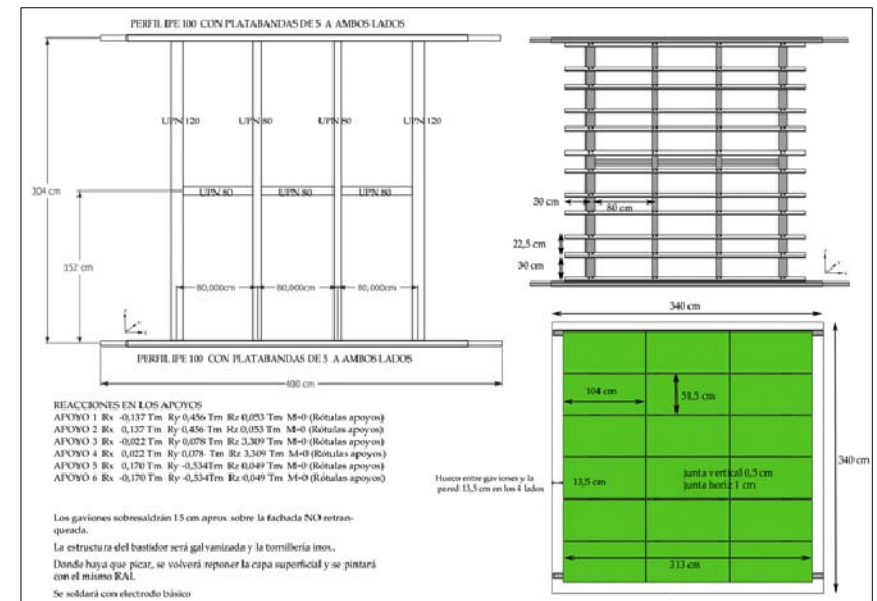 PERFIL IPE 100 CON PLATABANDAS DE 5 A AMBOS LADOS
UPN 120
UPN 80
UPN 80
UPN 120
UPN 80
UPN 80
UPN 80
304 cm
152 cm
80,000cm
80,000cm
80,000cm
PERFIL IPE 100 CON PLATABANDAS DE 5 A AMBOS LADOS
400 cm
30 cm
80 cm
22,5 cm
30 cm
340 cm
104 cm
51,5 cm
340 cm
Hueco entre gaviones y la
pared 13,5 cm en los 4 lados
13,5 cm
junta vertical 0,5 cm
junta horiz 1 cm
313 cm
REACCIONES EN LOS APOYOS
APOYO 1 Rx -0,137 Tm Ry 0,456 Tm Rz 0,053 Tm M=0 (Rótulas apoyos)
APOYO 2 Rx 0,137 Tm Ry 0,456 Tm Rz 0,053 Tm M=0 (Rótulas apoyos)
APOYO 3 Rx -0,022 Tm Ry 0,078 Tm Rz 3,309 Tm M=0 (Rótulas apoyos)
APOYO 4 Rx 0,022 Tm Ry 0,078 Tm Rz 3,309 Tm M=0 (Rótulas apoyos)
APOYO 5 Rx 0,170 Tm Ry -0,534Tm Rz 0,049 Tm M=0 (Rótulas apoyos)
APOYO 6 Rx -0,170 Tm Ry -0,534Tm Rz 0,049 Tm M=0 (Rótulas apoyos)
Los gaviones sobresaldrán 15 cm aprox sobre la fachada NO retran-
queada.
La estructura del bastidor será galvanizada y la tornillería inox..
Donde haya que picar, se volverá reponer la capa superficial y se pintará
con el mismo RAL
Se soldará con electrodo básico